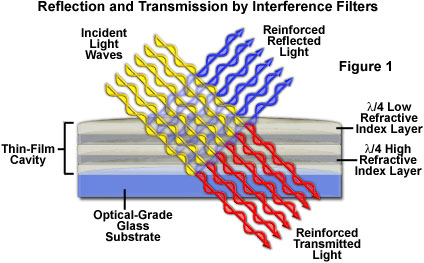 Reflection and Transmission by Interference Filters
Incident
Light
Waves
Reinforced
Reflected
Light
Figure 1
λ/4 Low
Refractive
Index Layer
Thin-Film
Cavity
λ/4 High
Refractive
Index Layer
Optical-Grade
Glass
Substrate
Reinforced
Transmitted
Light